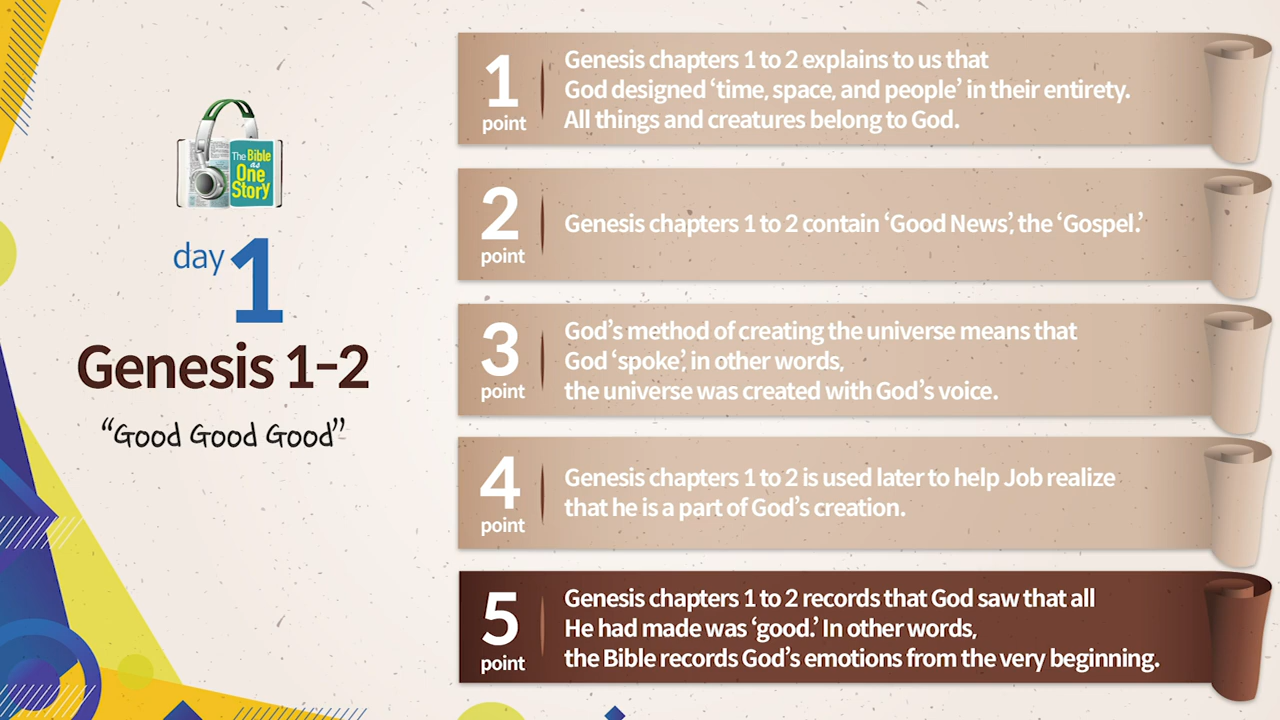 The Bible
as
One
Story
day 1
Genesis 1-2
“Good Good Good”
1
point
Genesis chapters 1 to 2 explains to us that
God designed ‘time, space, and people’ in their entirety.
All things and creatures belong to God.
2
point
Genesis chapters 1 to 2 contain ‘Good News’, the ‘Gospel.’
3
point
God’s method of creating the universe means that
God ‘spoke’, in other words,
the universe was created with God’s voice.
4
point
Genesis chapters 1 to 2 is used later to help Job realize
that he is a part of God’s creation.
5
point
Genesis chapters 1 to 2 records that God saw that all
He had made was ‘good.’ In other words,
the Bible records God’s emotions from the very beginning.